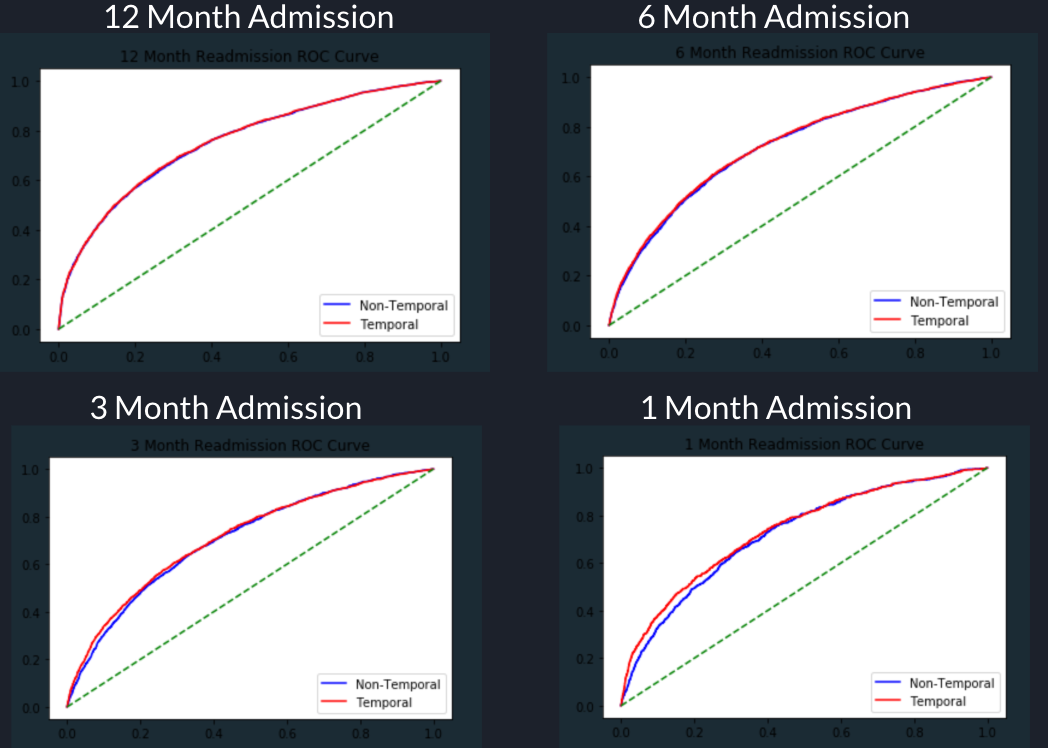 12 Month Admission
12 Month Readmission ROC Curve
1.0
0.8
0.6
0.4
0.2
0.0
0.0 0.2 0.4 0.6 0.8 1.0
Non-Temporal
Temporal
6 Month Admission
6 Month Readmission ROC Curve
1.0
0.8
0.6
0.4
0.2
0.0
0.0 0.2 0.4 0.6 0.8 1.0
Non-Temporal
Temporal
3 Month Admission
3 Month Readmission ROC Curve
1.0
0.8
0.6
0.4
0.2
0.0
0.0 0.2 0.4 0.6 0.8 1.0
Non-Temporal
Temporal
1 Month Admission
1 Month Readmission ROC Curve
1.0
0.8
0.6
0.4
0.2
0.0
0.0 0.2 0.4 0.6 0.8 1.0
Non-Temporal
Temporal